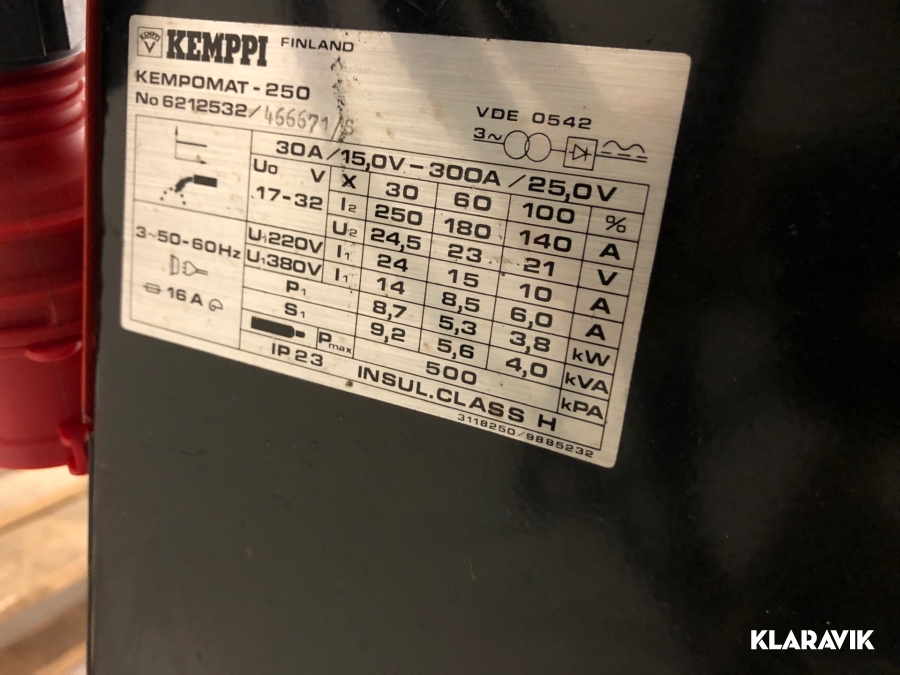 KEMPPI FINLAND
KEMPOMAT - 250
No 6212532/466671/S
VDE 0542
3~
30A/15,0V - 300A/25,0V
U0 V X 30 60 100 %
17-32 I2 250 180 140 A
U2 24,5 23 21 V
U1 220V I1 24 15 10 A
U1 380V I1 14 8,5 6,0 A
P1 8,7 5,3 3,8 kW
S1 9,2 5,6 4,0 kVA
Pmax 500 kPA
3~50-60Hz
16A
IP 23 INSUL.CLASS H
3118250/9885232
KLARAVIK